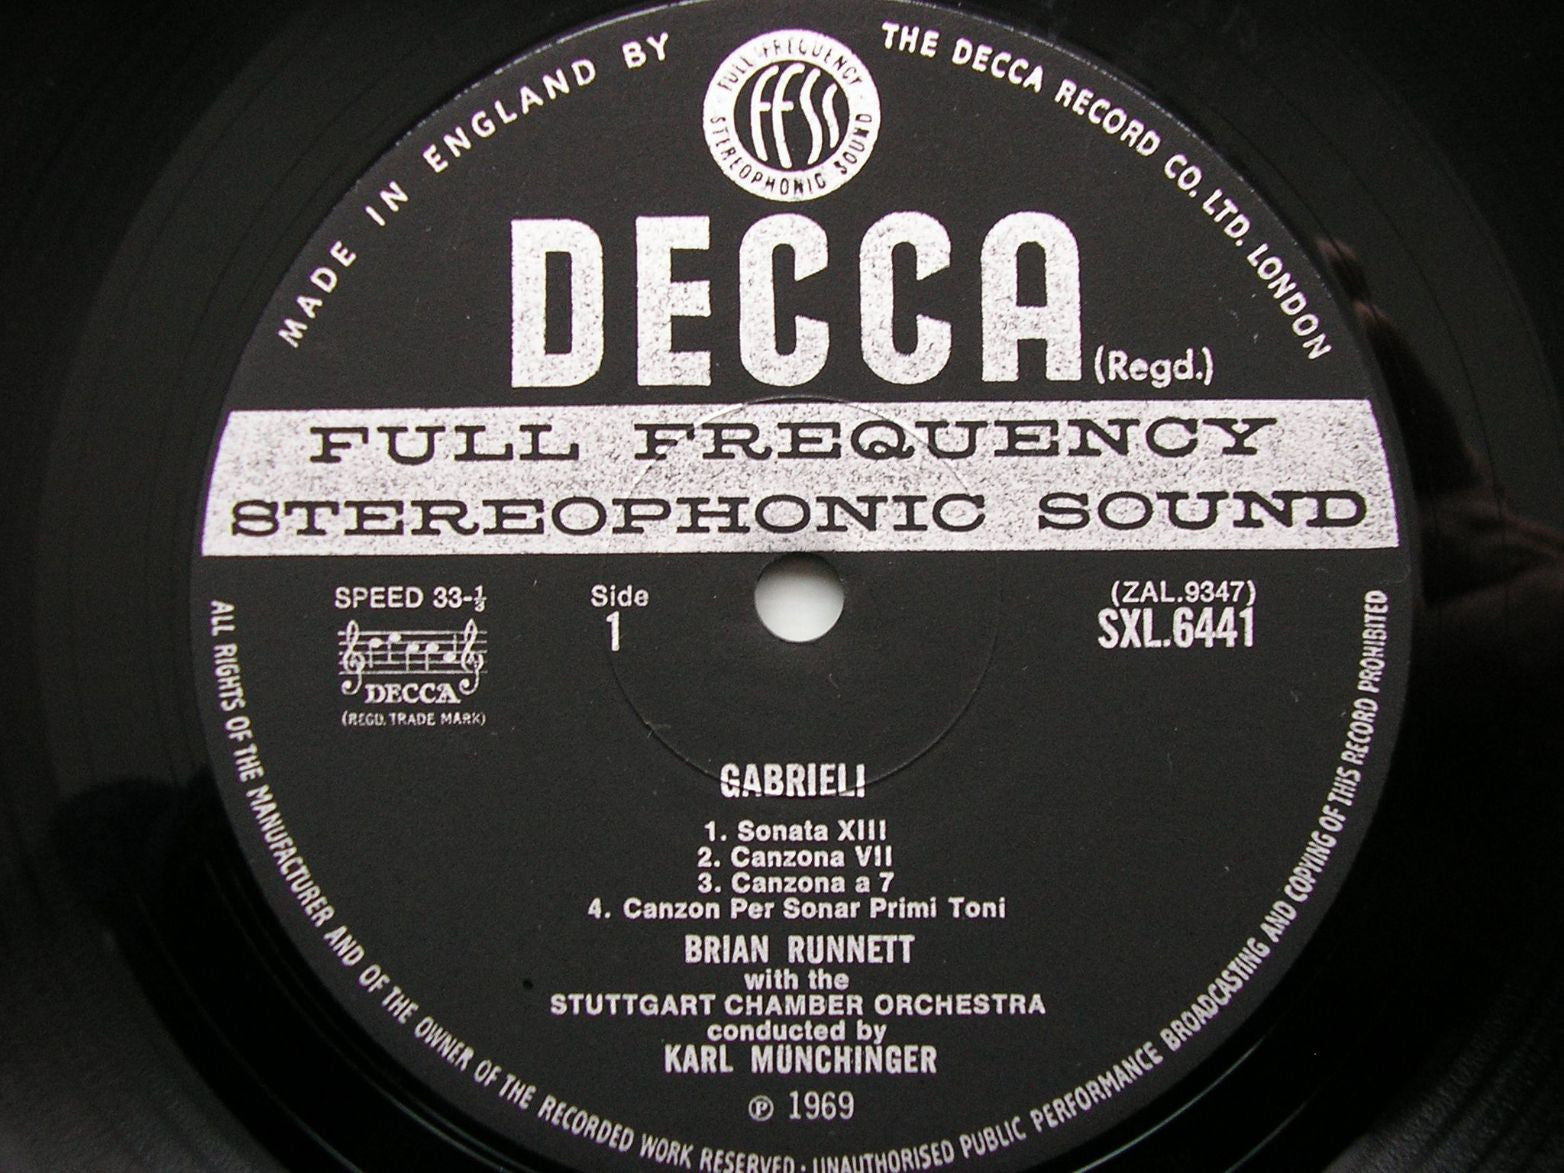 MADE IN ENGLAND BY
THE DECCA RECORD CO. LTD. LONDON
FULL FREQUENCY
FFSS
STEREOPHONIC SOUND
DECCA
(Regd.)
FULL FREQUENCY
STEREOPHONIC SOUND
SPEED 33-⅓
Side
1
(ZAL.9347)
SXL.6441
DECCA
(REGD. TRADE MARK)
GABRIELI
1. Sonata XIII
2. Canzona VII
3. Canzona a 7
4. Canzon Per Sonar Primi Toni
BRIAN RUNNETT
with the
STUTTGART CHAMBER ORCHESTRA
conducted by
KARL MÜNCHINGER
℗ 1969
ALL RIGHTS OF THE MANUFACTURER AND OF THE OWNER OF THE RECORDED WORK RESERVED · UNAUTHORISED PUBLIC PERFORMANCE BROADCASTING AND COPYING OF THIS RECORD PROHIBITED